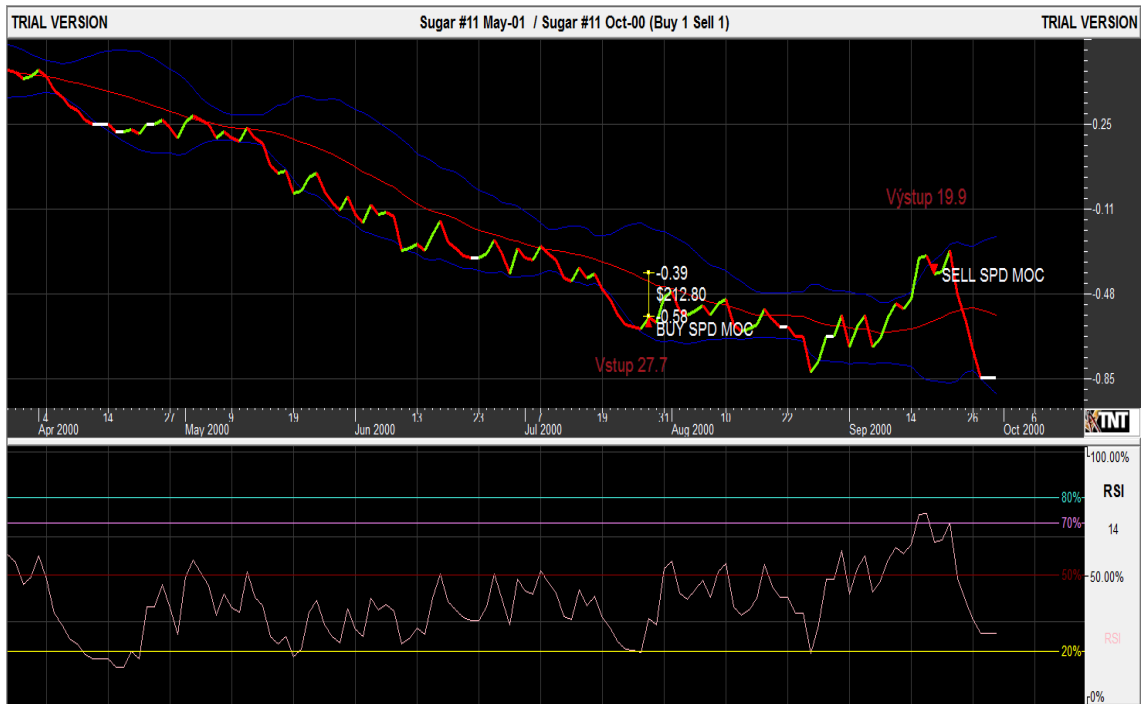 TRIAL VERSION Sugar #11 May-01 / Sugar #11 Oct-00 (Buy 1 Sell 1) TRIAL VERSION
0.25
Výstup 19.9
-0.11
-0.39
SELL SPD MOC
$212.80
-0.48
-0.58
BUY SPD MOC
Vstup 27.7
-0.85
4 14 27 9 19 13 23 7 19 31 10 22 14 26 6
Apr 2000 May 2000 Jun 2000 Jul 2000 Aug 2000 Sep 2000 Oct 2000
TNT
100.00%
80% RSI
70%
14
50% 50.00%
RSI
20%
0%